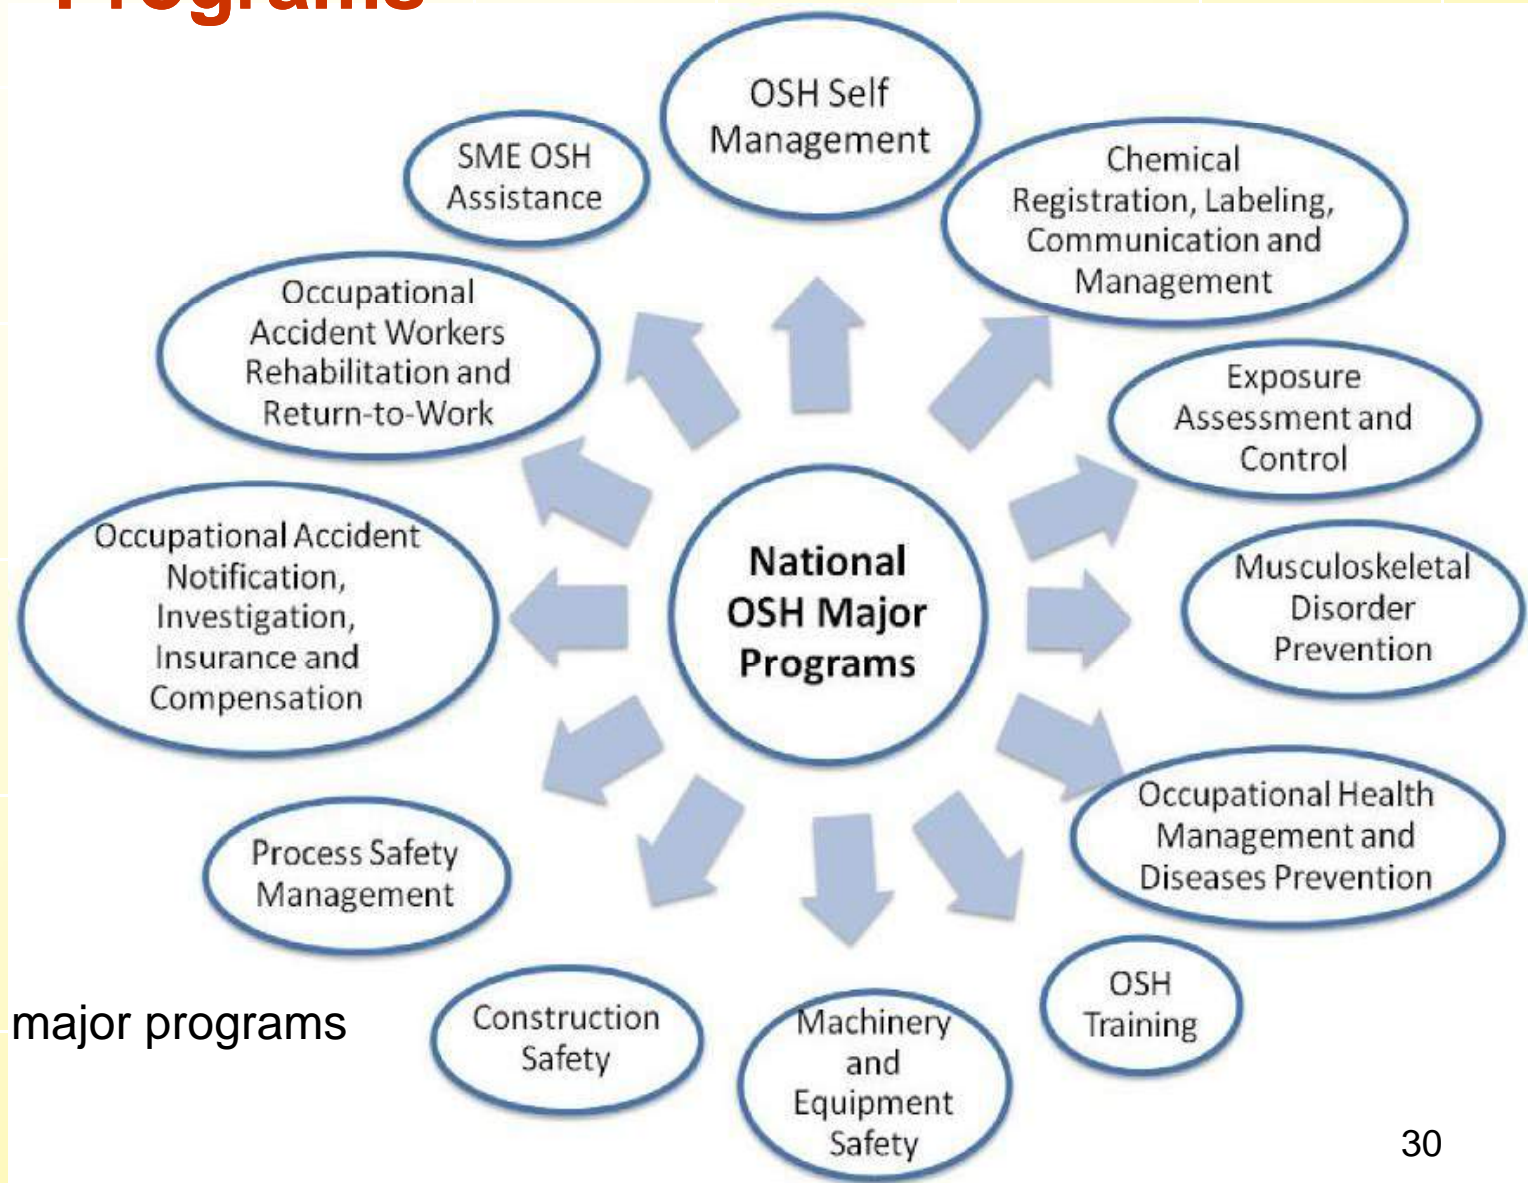 Programs
OSH Self
Management
SME OSH
Assistance
Chemical
Registration, Labeling,
Communication and
Management
Occupational
Accident Workers
Rehabilitation and
Return-to-Work
Exposure
Assessment and
Control
Occupational Accident
Notification,
Investigation,
Insurance and
Compensation
National
OSH Major
Programs
Musculoskeletal
Disorder
Prevention
Process Safety
Management
Occupational Health
Management and
Diseases Prevention
major programs
Construction
Safety
Machinery
and
Equipment
Safety
OSH
Training
30